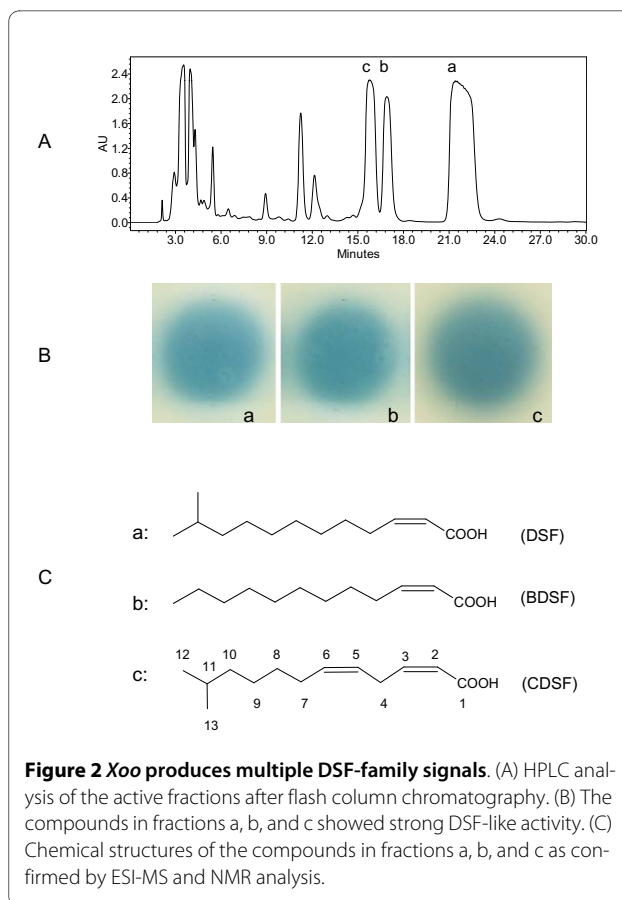 c b a
A
AU
2.4
2.0
1.6
1.2
0.8
0.4
0.0
3.0 6.0 9.0 12.0 15.0 18.0 21.0 24.0 27.0 30.0
Minutes
B
a b c
C
a: COOH (DSF)
b: COOH (BDSF)
c: COOH (CDSF)
12 11 10 8 6 5 3 2
13 9 7 4 1
Figure 2 Xoo produces multiple DSF-family signals. (A) HPLC anal-
ysis of the active fractions after flash column chromatography. (B) The
compounds in fractions a, b, and c showed strong DSF-like activity. (C)
Chemical structures of the compounds in fractions a, b, and c as con-
firmed by ESI-MS and NMR analysis.